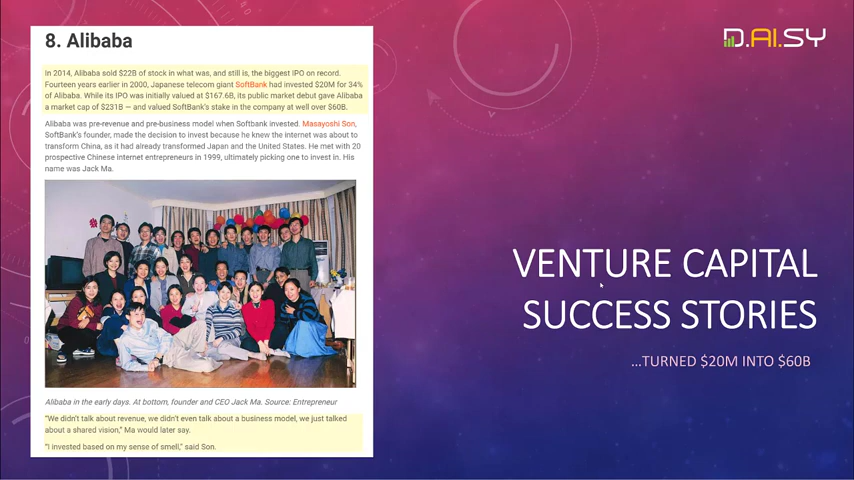 8. Alibaba
In 2014, Alibaba sold $22B of stock in what was, and still is, the biggest IPO on record.
Fourteen years earlier in 2000, Japanese telecom giant SoftBank had invested $20M for 34%
of Alibaba. While its IPO was initially valued at $167.6B, its public market debut gave Alibaba
a market cap of $231B — and valued SoftBank's stake in the company at well over $60B.
Alibaba was pre-revenue and pre-business model when Softbank invested. Masayoshi Son,
SoftBank's founder, made the decision to invest because he knew the internet was about to
transform China, as it had already transformed Japan and the United States. He met with 20
prospective Chinese internet entrepreneurs in 1999, ultimately picking one to invest in. His
name was Jack Ma.
Alibaba in the early days. At bottom, founder and CEO Jack Ma. Source: Entrepreneur
"We didn't talk about revenue, we didn't even talk about a business model, we just talked
about a shared vision," Ma would later say.
"I invested based on my sense of smell," said Son.
D.AI.SY
VENTURE CAPITAL
SUCCESS STORIES
...TURNED $20M INTO $60B